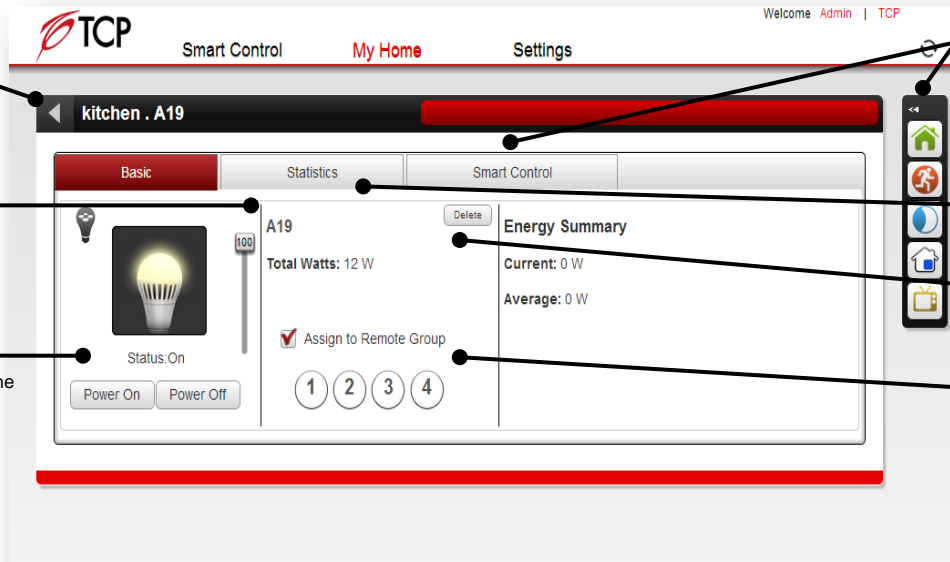 Welcome Admin | TCP
TCP
Smart Control My Home Settings
kitchen . A19
Basic Statistics Smart Control
100
A19
Delete
Energy Summary
Total Watts: 12 W
Current: 0 W
Average: 0 W
Assign to Remote Group
Status:On
Power On Power Off
1 2 3 4